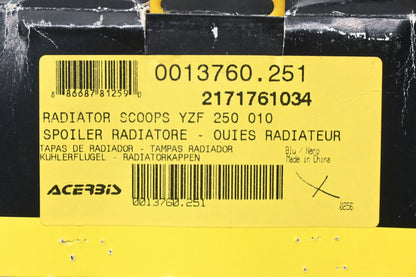 0013760.251
8 86687 81259 0
2171761034
RADIATOR SCOOPS YZF 250 010
SPOILER RADIATORE - OUIES RADIATEUR
TAPAS DE RADIADOR - TAMPAS RADIADOR
KUHLERFLUGEL - RADIATORKAPPEN
Blu / Nero
Made in China
ACERBIS
0013760.251
0256